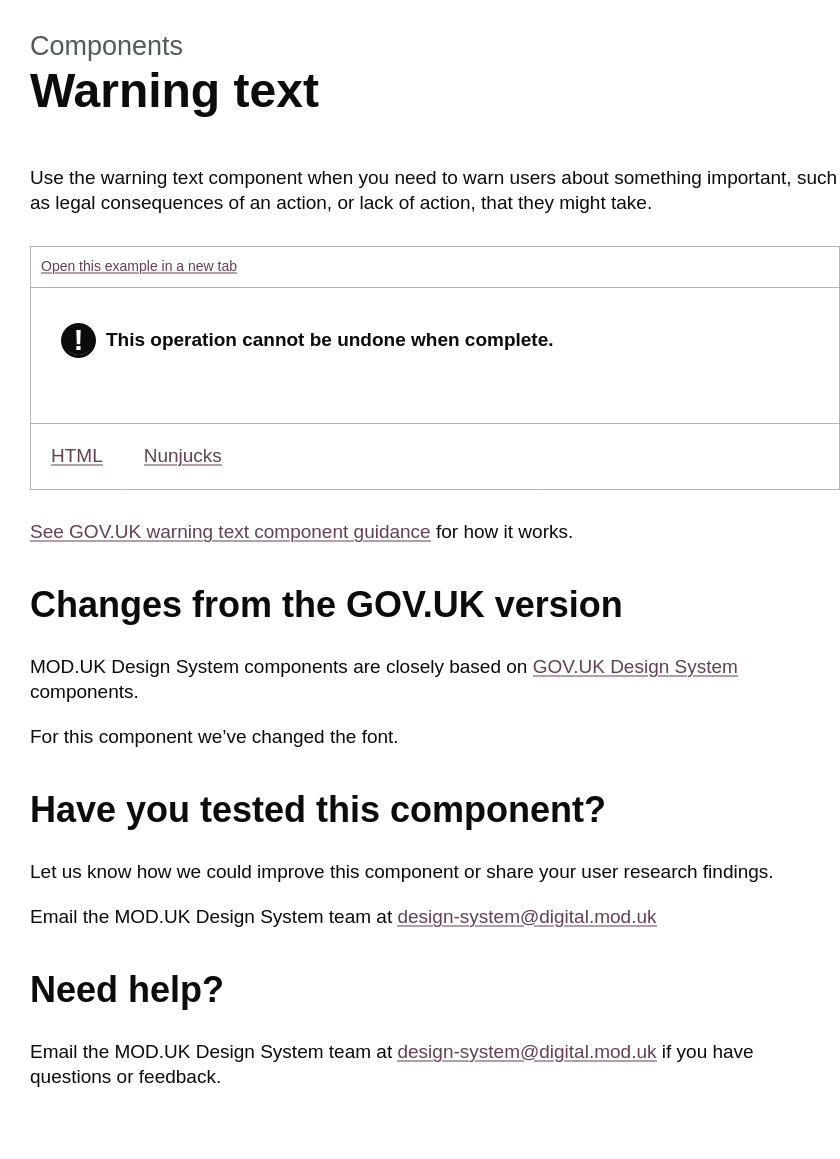 Components
Warning text
Use the warning text component when you need to warn users about something important, such
as legal consequences of an action, or lack of action, that they might take.
Open this example in a new tab
! This operation cannot be undone when complete.
HTML Nunjucks
See GOV.UK warning text component guidance for how it works.
Changes from the GOV.UK version
MOD.UK Design System components are closely based on GOV.UK Design System
components.
For this component we’ve changed the font.
Have you tested this component?
Let us know how we could improve this component or share your user research findings.
Email the MOD.UK Design System team at design-system@digital.mod.uk
Need help?
Email the MOD.UK Design System team at design-system@digital.mod.uk if you have
questions or feedback.